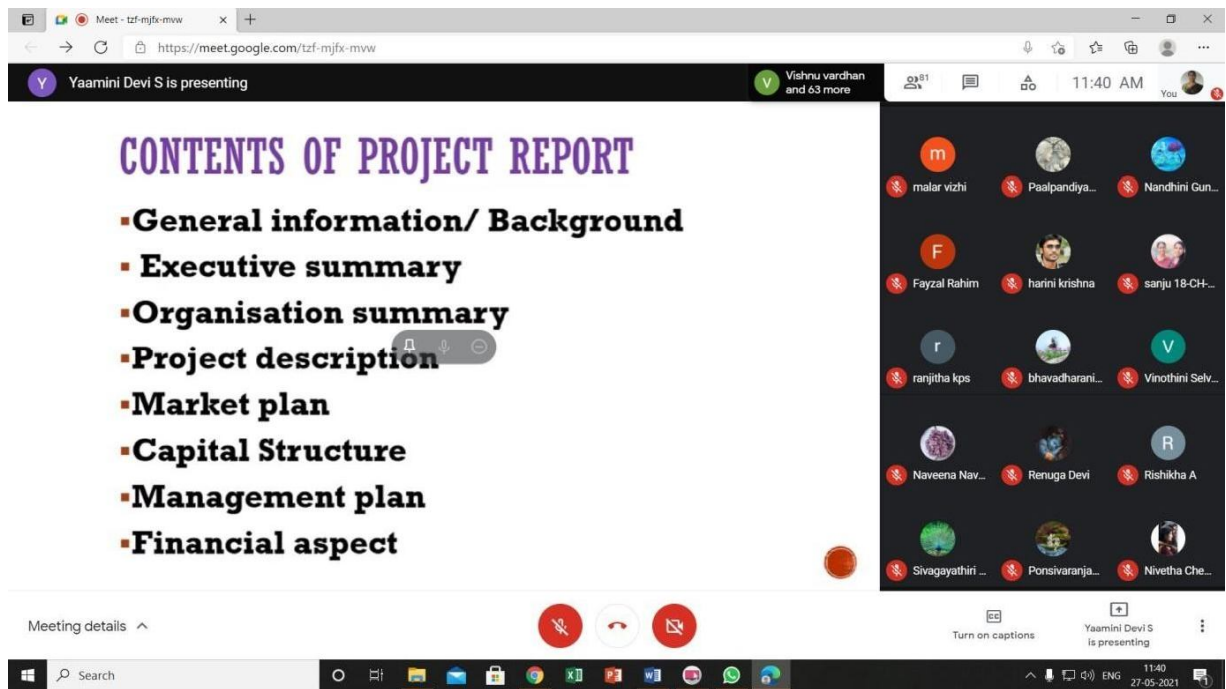 Meet - tzf-mjfx-mvw
https://meet.google.com/tzf-mjfx-mvw
Y
Yaamini Devi S is presenting
V
Vishnu vardhan
and 63 more
81
11:40 AM
You
CONTENTS OF PROJECT REPORT
▪General information/ Background
▪ Executive summary
▪Organisation summary
▪Project description
▪Market plan
▪Capital Structure
▪Management plan
▪Financial aspect
m
malar vizhi
Paalpandiya...
Nandhini Gun...
F
Fayzal Rahim
harini krishna
sanju 18-CH-...
r
ranjitha kps
bhavadharani...
V
Vinothini Selv...
Naveena Nav...
Renuga Devi
R
Rishikha A
Sivagayathiri ...
Ponsivaranja...
Nivetha Che...
Meeting details
CC
Turn on captions
Yaamini Devi S
is presenting
Search
ENG
11:40
27-05-2021